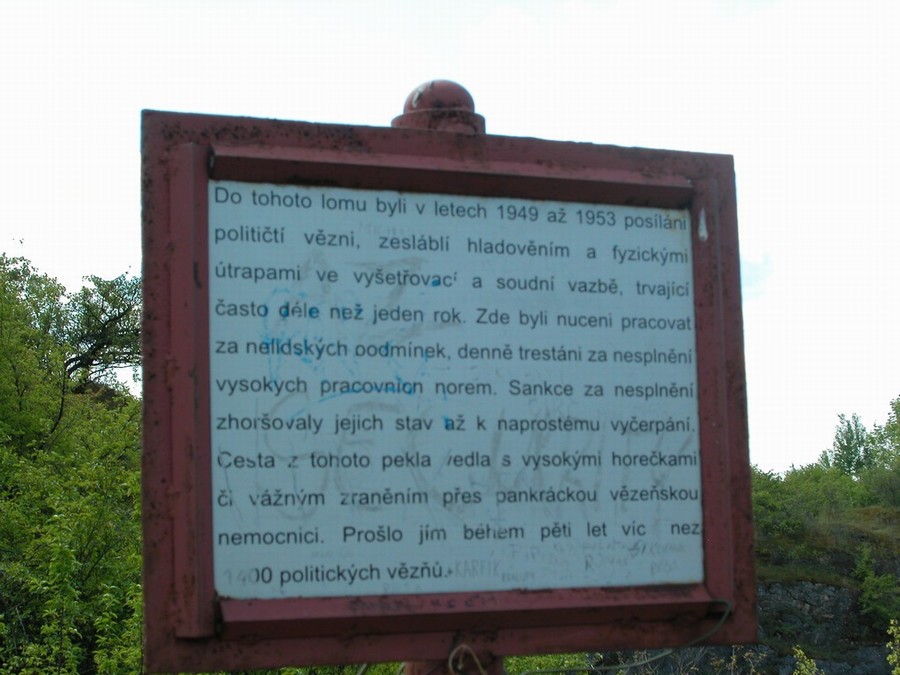 Do tohoto lomu byli v letech 1949 až 1953 posíláni
političtí vězni, zesláblí hladověním a fyzickými
útrapami ve vyšetřovací a soudní vazbě, trvající
často déle než jeden rok. Zde byli nuceni pracovat
za nelidských podmínek, denně trestáni za nesplnění
vysokých pracovních norem. Sankce za nesplnění
zhoršovaly jejich stav až k naprostému vyčerpání.
Cesta z tohoto pekla vedla s vysokými horečkami
či vážným zraněním přes pankráckou vězeňskou
nemocnici. Prošlo jím během pěti let víc než
1400 politických vězňů.
KARFÍK